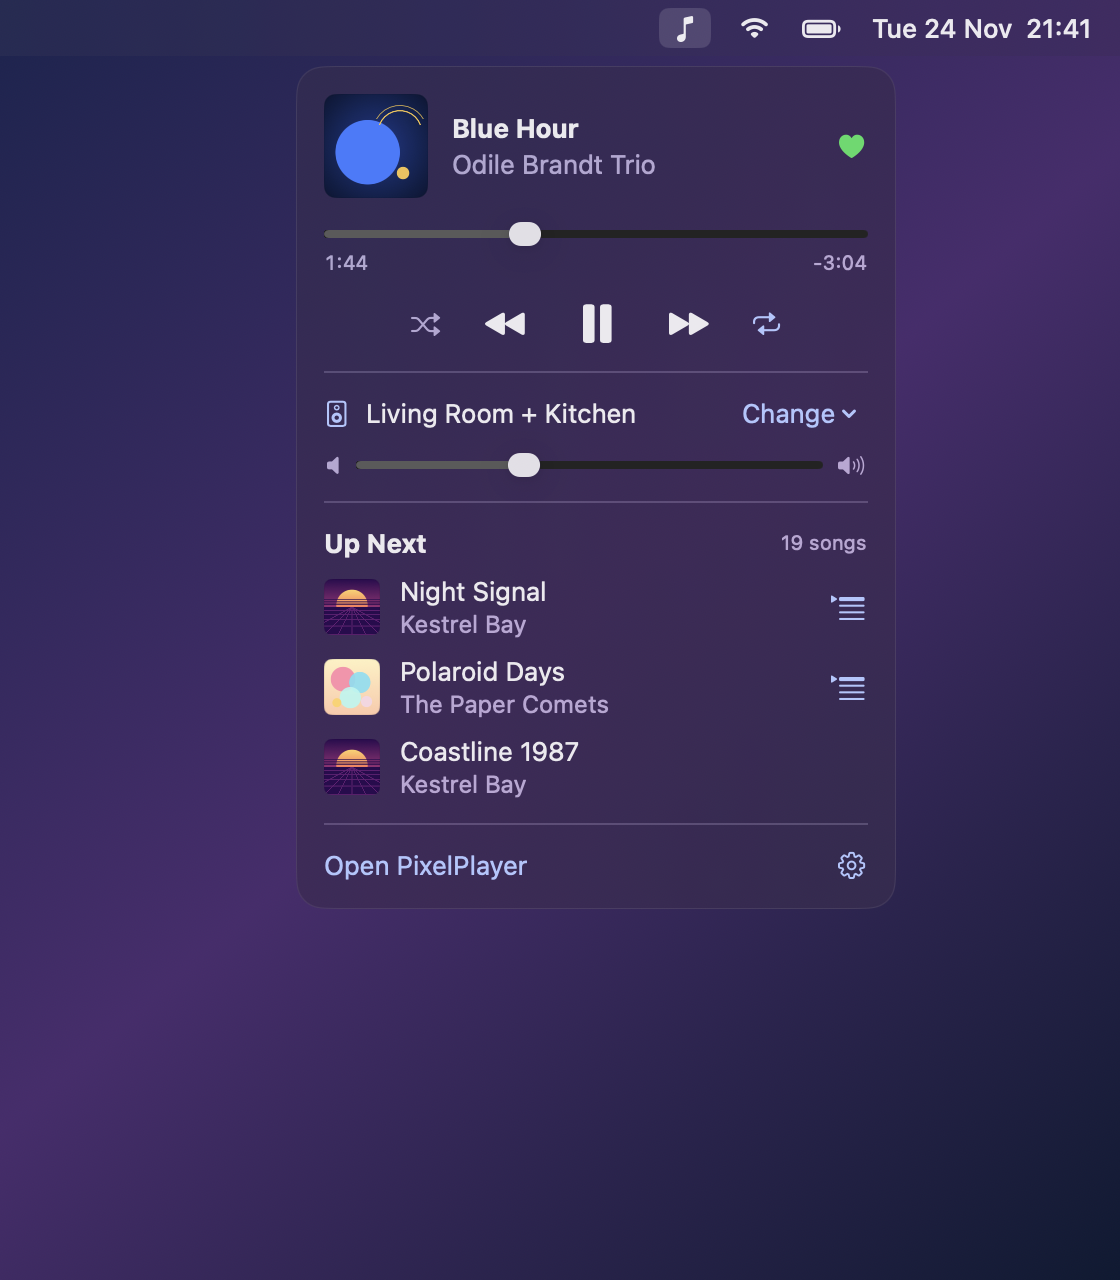 Tue 24 Nov 21:41
Blue Hour
Odile Brandt Trio
1:44 -3:04
Living Room + Kitchen Change
Up Next 19 songs
Night Signal
Kestrel Bay
Polaroid Days
The Paper Comets
Coastline 1987
Kestrel Bay
Open PixelPlayer